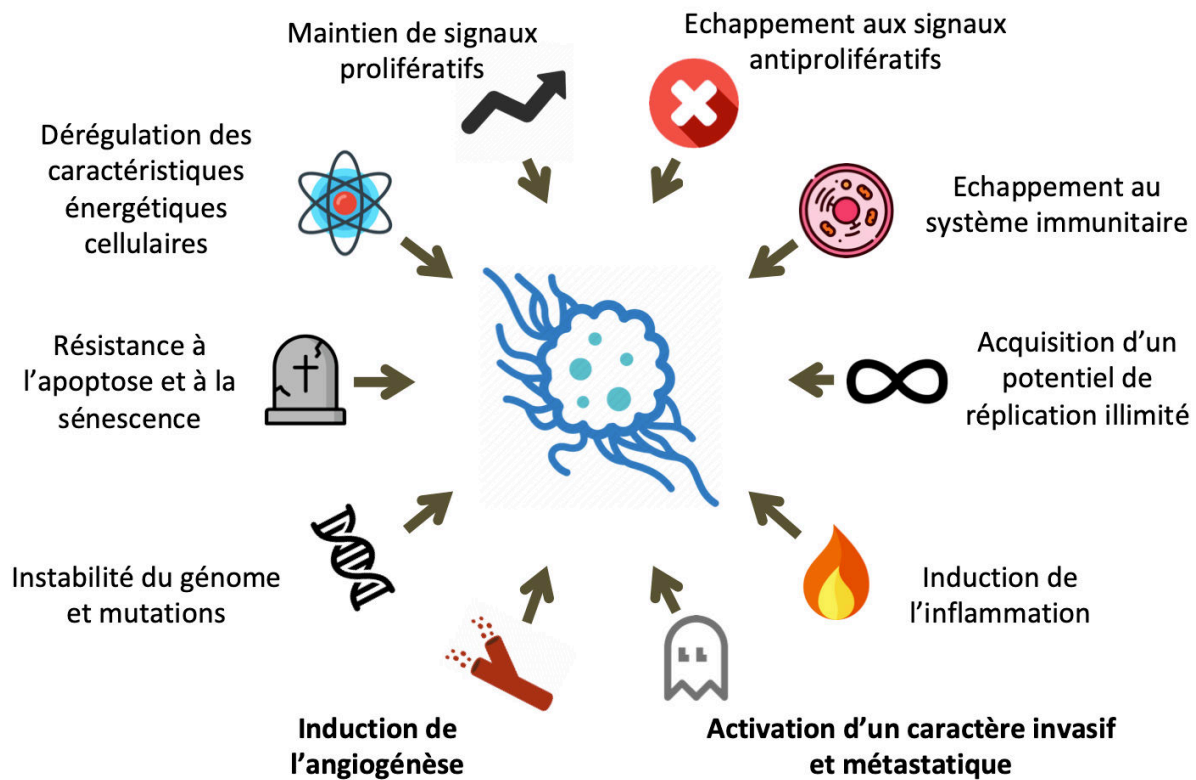 Maintien de signaux
prolifératifs
Echappement aux signaux
antiprolifératifs
Dérégulation des
caractéristiques
énergétiques
cellulaires
Echappement au
système immunitaire
Résistance à
l’apoptose et à la
sénescence
Acquisition d’un
potentiel de
réplication illimité
Instabilité du génome
et mutations
Induction de
l’inflammation
Induction de
l’angiogénèse
Activation d’un caractère invasif
et métastatique